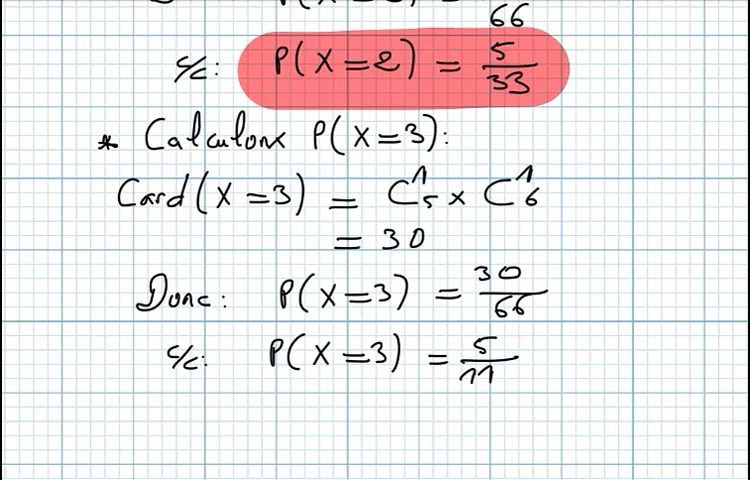 66
c/c: P(X=2) = 5/33
* Calculons P(X=3):
Card(X=3) = C¹₅ × C¹₆
= 30
Donc: P(X=3) = 30/66
c/c: P(X=3) = 5/11